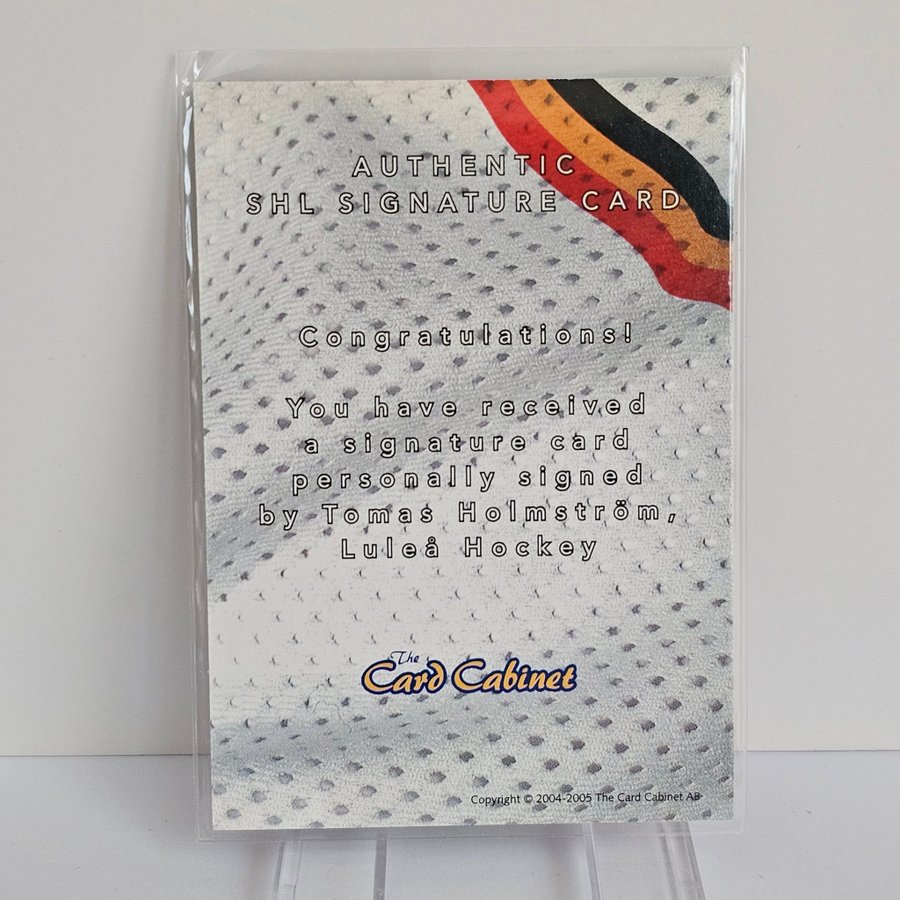 AUTHENTIC
SHL SIGNATURE CARD
Congratulations!
You have received
a signature card
personally signed
by Tomas Holmström,
Luleå Hockey
The
Card Cabinet
Copyright © 2004-2005 The Card Cabinet AB